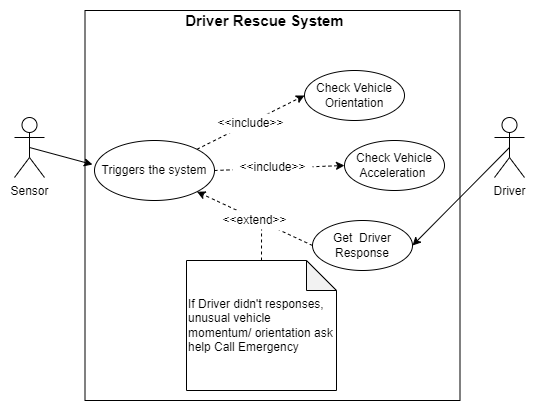 Driver Rescue System
Check Vehicle
Orientation
<<include>>
Triggers the system
<<include>>
Check Vehicle
Acceleration
Sensor
Driver
<<extend>>
Get Driver
Response
If Driver didn't responses,
unusual vehicle
momentum/ orientation ask
help Call Emergency